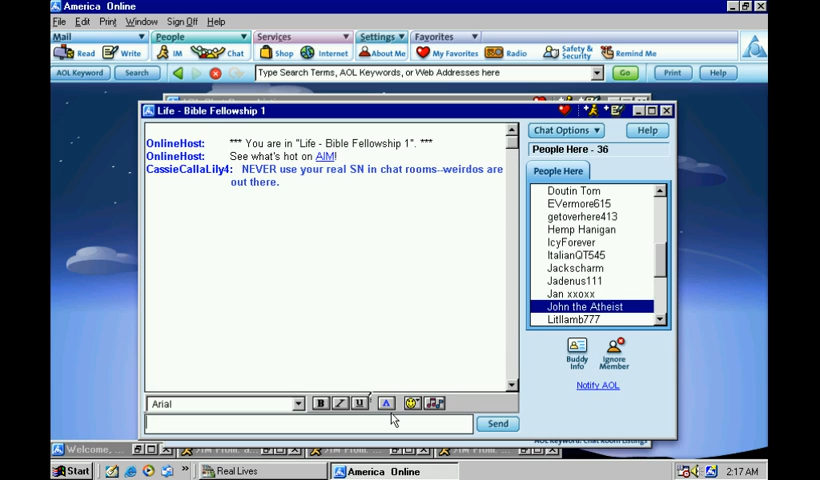 America Online
File Edit Print Window Sign Off Help
Mail People Services Settings Favorites
Read Write IM Chat Shop Internet About Me My Favorites Radio Safety & Security Remind Me
AOL Keyword Search Type Search Terms, AOL Keywords, or Web Addresses here Go Print Help
Life - Bible Fellowship 1
OnlineHost: *** You are in "Life - Bible Fellowship 1". ***
OnlineHost: See what's hot on AIM!
CassieCallaLily4: NEVER use your real SN in chat rooms--weirdos are
out there.
Chat Options Help
People Here - 36
People Here
Doutin Tom
EVermore615
getoverhere413
Hemp Hanigan
IcyForever
ItalianQT545
Jackscharm
Jadenus111
Jan xxoxx
John the Atheist
Litllamb777
Buddy Info
Ignore Member
Notify AOL
Arial B I U A
Send
Welcome,
Start Real Lives America Online 2:17 AM